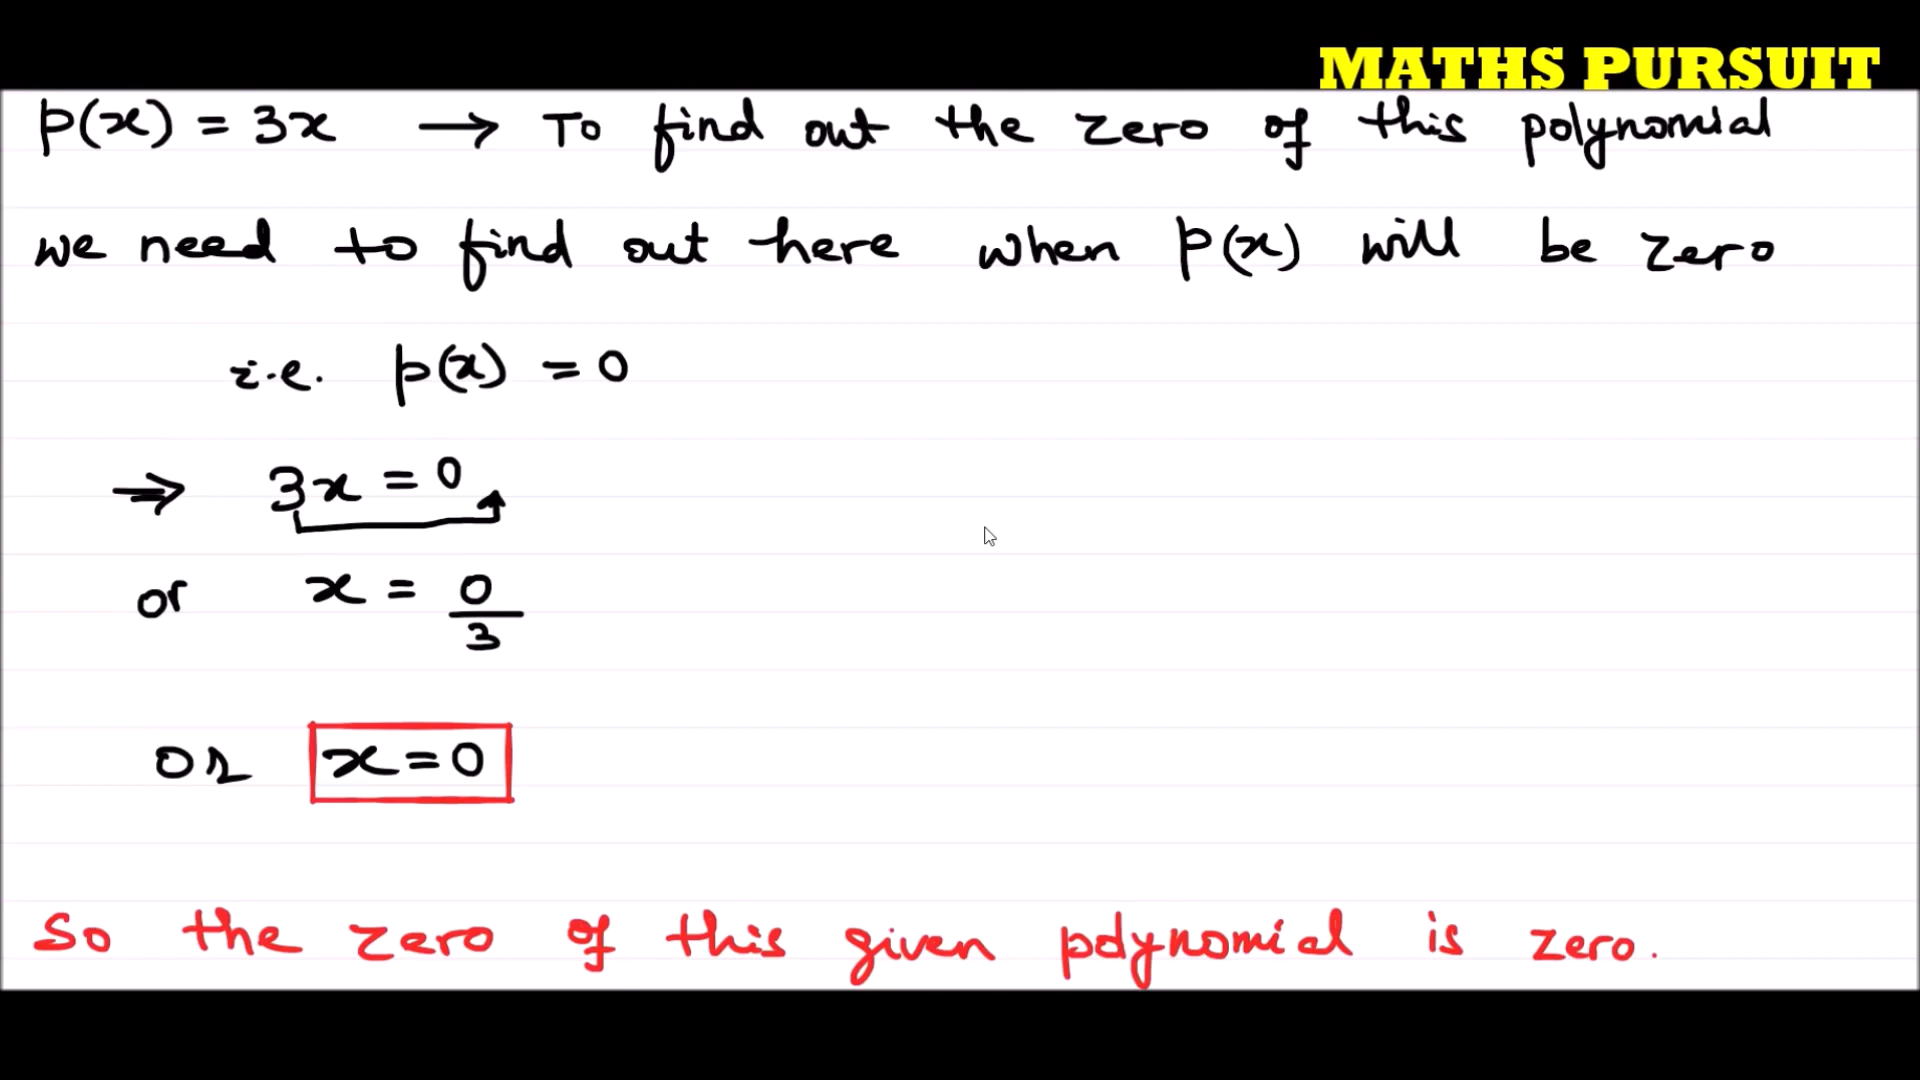 MATHS PURSUIT
p(x) = 3x → To find out the zero of this polynomial
we need to find out here when p(x) will be zero
i.e. p(x) = 0
⇒ 3x = 0
or x = 0/3
or x = 0
So the zero of this given polynomial is zero.